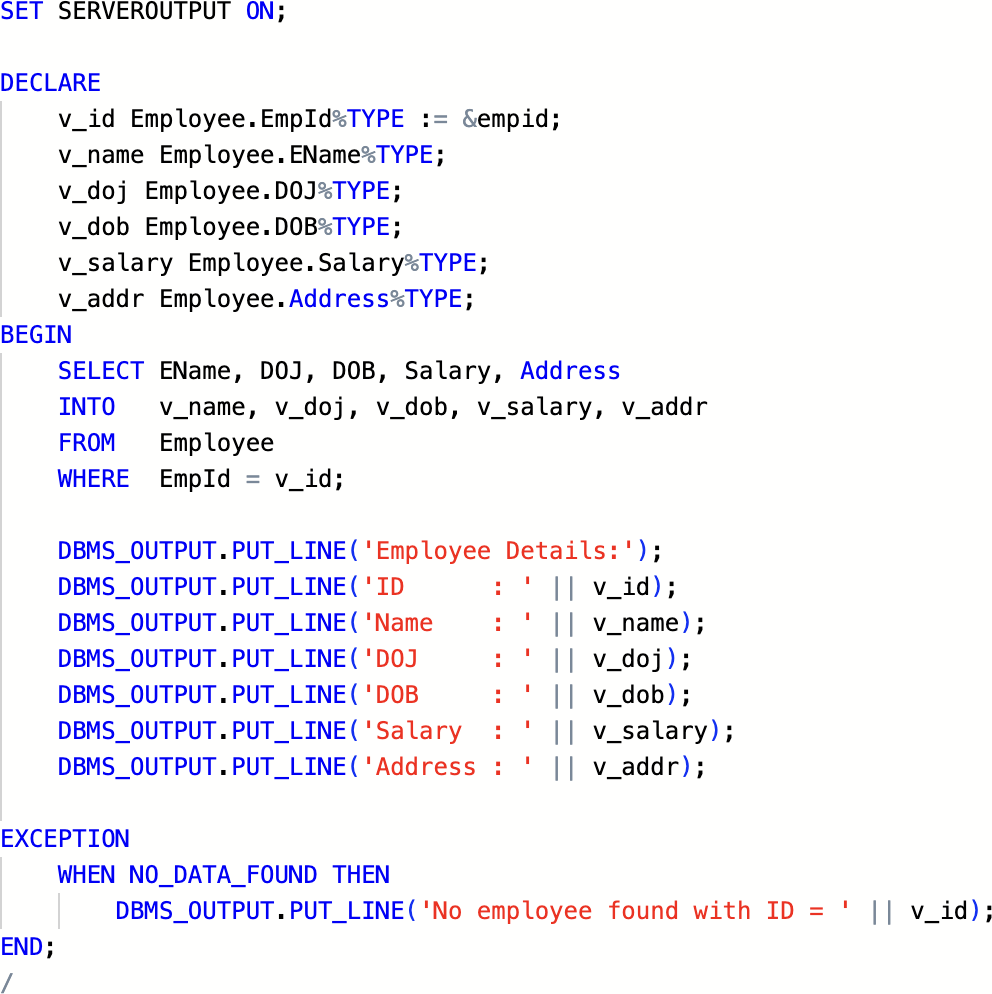 SET SERVEROUTPUT ON;

DECLARE
    v_id Employee.EmpId%TYPE := &empid;
    v_name Employee.EName%TYPE;
    v_doj Employee.DOJ%TYPE;
    v_dob Employee.DOB%TYPE;
    v_salary Employee.Salary%TYPE;
    v_addr Employee.Address%TYPE;
BEGIN
    SELECT EName, DOJ, DOB, Salary, Address
    INTO   v_name, v_doj, v_dob, v_salary, v_addr
    FROM   Employee
    WHERE  EmpId = v_id;

    DBMS_OUTPUT.PUT_LINE('Employee Details:');
    DBMS_OUTPUT.PUT_LINE('ID      : ' || v_id);
    DBMS_OUTPUT.PUT_LINE('Name    : ' || v_name);
    DBMS_OUTPUT.PUT_LINE('DOJ     : ' || v_doj);
    DBMS_OUTPUT.PUT_LINE('DOB     : ' || v_dob);
    DBMS_OUTPUT.PUT_LINE('Salary  : ' || v_salary);
    DBMS_OUTPUT.PUT_LINE('Address : ' || v_addr);

EXCEPTION
    WHEN NO_DATA_FOUND THEN
        DBMS_OUTPUT.PUT_LINE('No employee found with ID = ' || v_id);
END;
/